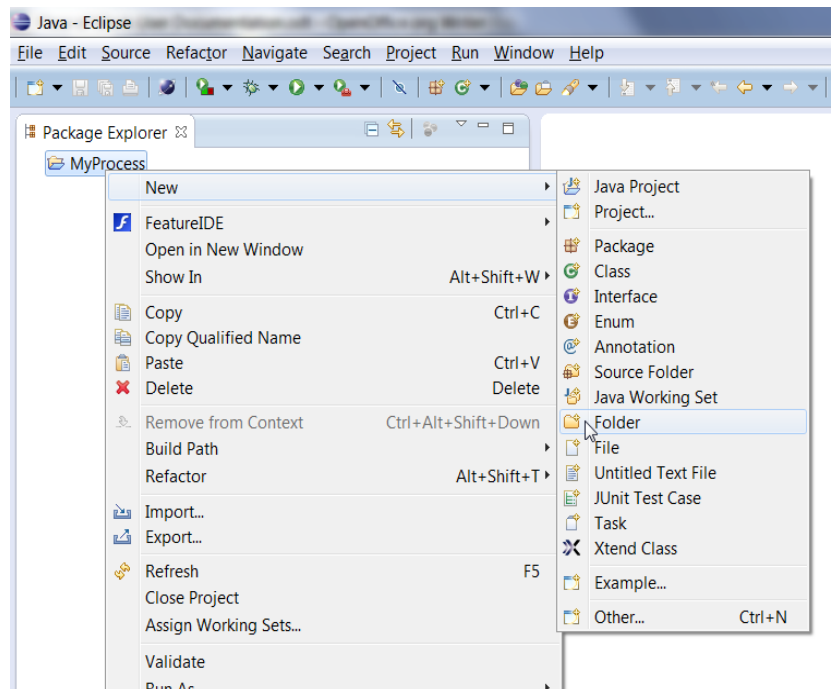 Java - Eclipse
File Edit Source Refactor Navigate Search Project Run Window Help
Package Explorer
MyProcess
New
FeatureIDE
Open in New Window
Show In Alt+Shift+W
Copy Ctrl+C
Copy Qualified Name
Paste Ctrl+V
Delete Delete
Remove from Context Ctrl+Alt+Shift+Down
Build Path
Refactor Alt+Shift+T
Import...
Export...
Refresh F5
Close Project
Assign Working Sets...
Validate
Run As
Java Project
Project...
Package
Class
Interface
Enum
Annotation
Source Folder
Java Working Set
Folder
File
Untitled Text File
JUnit Test Case
Task
Xtend Class
Example...
Other... Ctrl+N